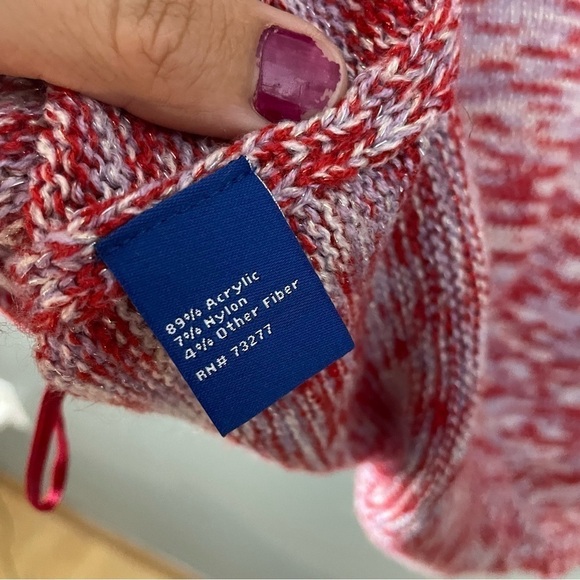 89% Acrylic
7% Nylon
4% Other Fiber
RN# 73277